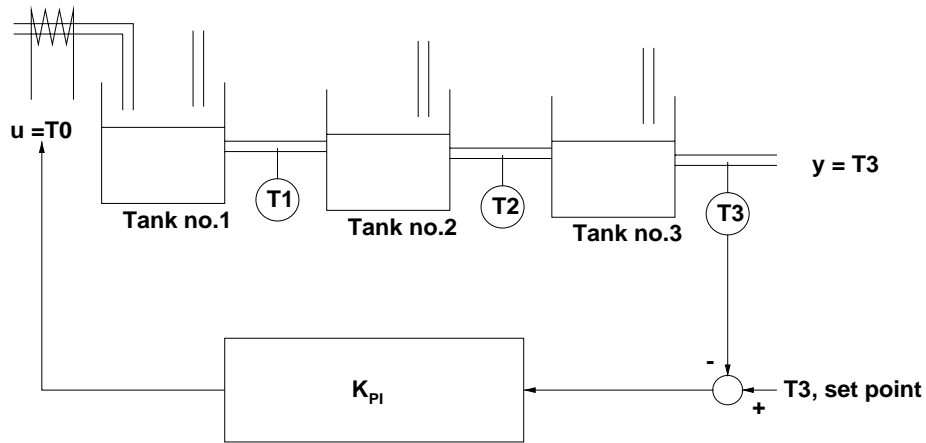 u =T0
y = T3
T1
T2
T3
Tank no.1
Tank no.2
Tank no.3
-
K_PI
T3, set point
+